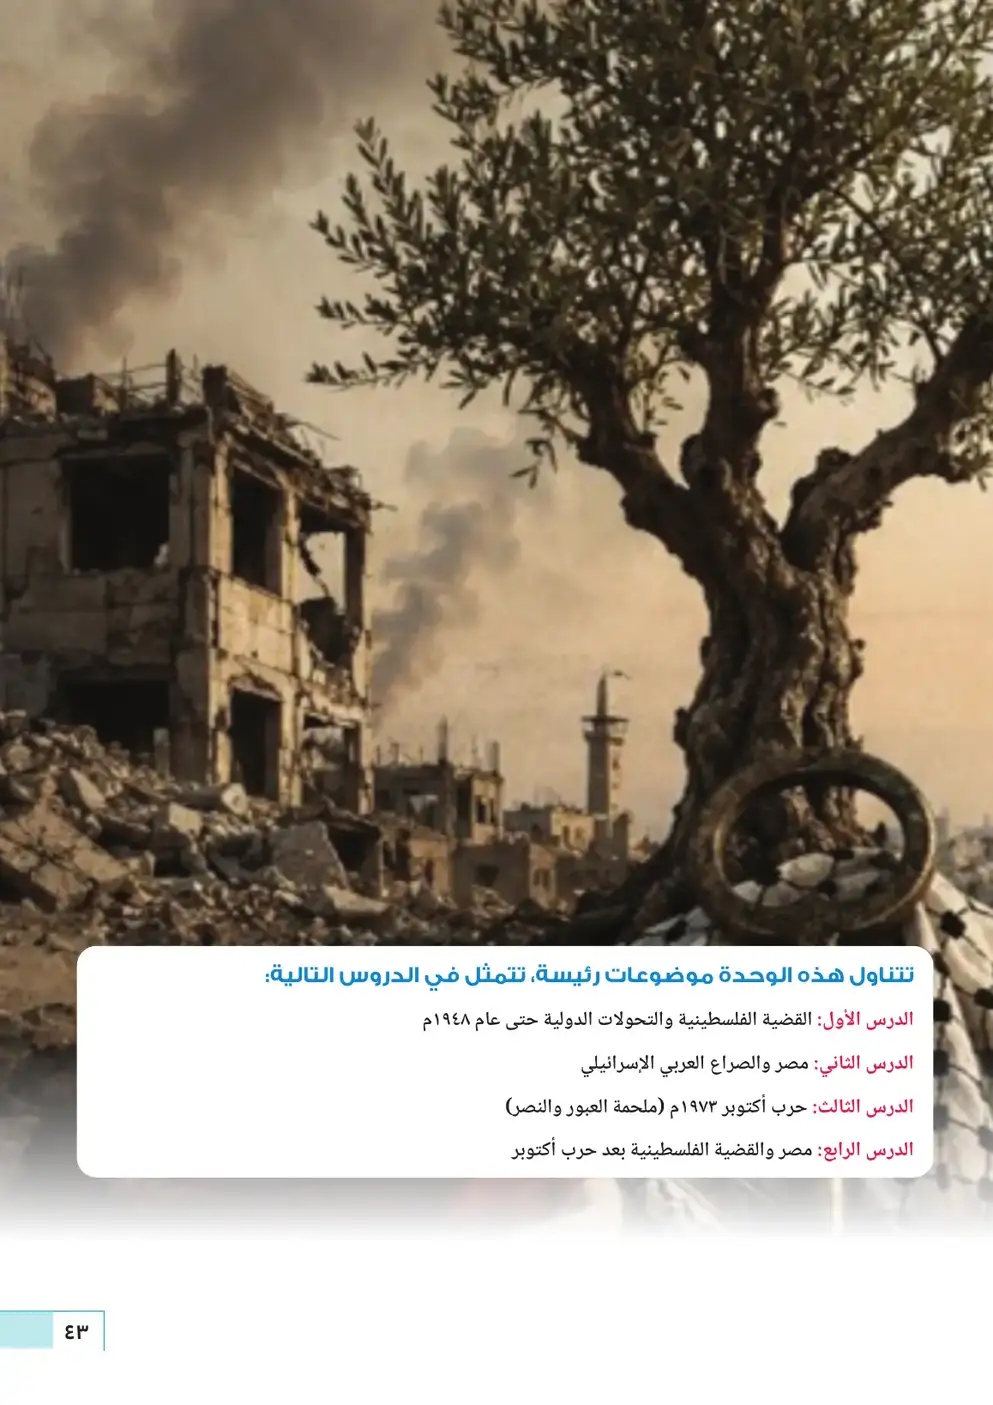 تتناول هذه الوحدة موضوعات رئيسة، تتمثل في الدروس التالية:
الدرس الأول: القضية الفلسطينية والتحولات الدولية حتى عام ١٩٤٨م
الدرس الثاني: مصر والصراع العربي الإسرائيلي
الدرس الثالث: حرب أكتوبر ١٩٧٣م (ملحمة العبور والنصر)
الدرس الرابع: مصر والقضية الفلسطينية بعد حرب أكتوبر
٤٣